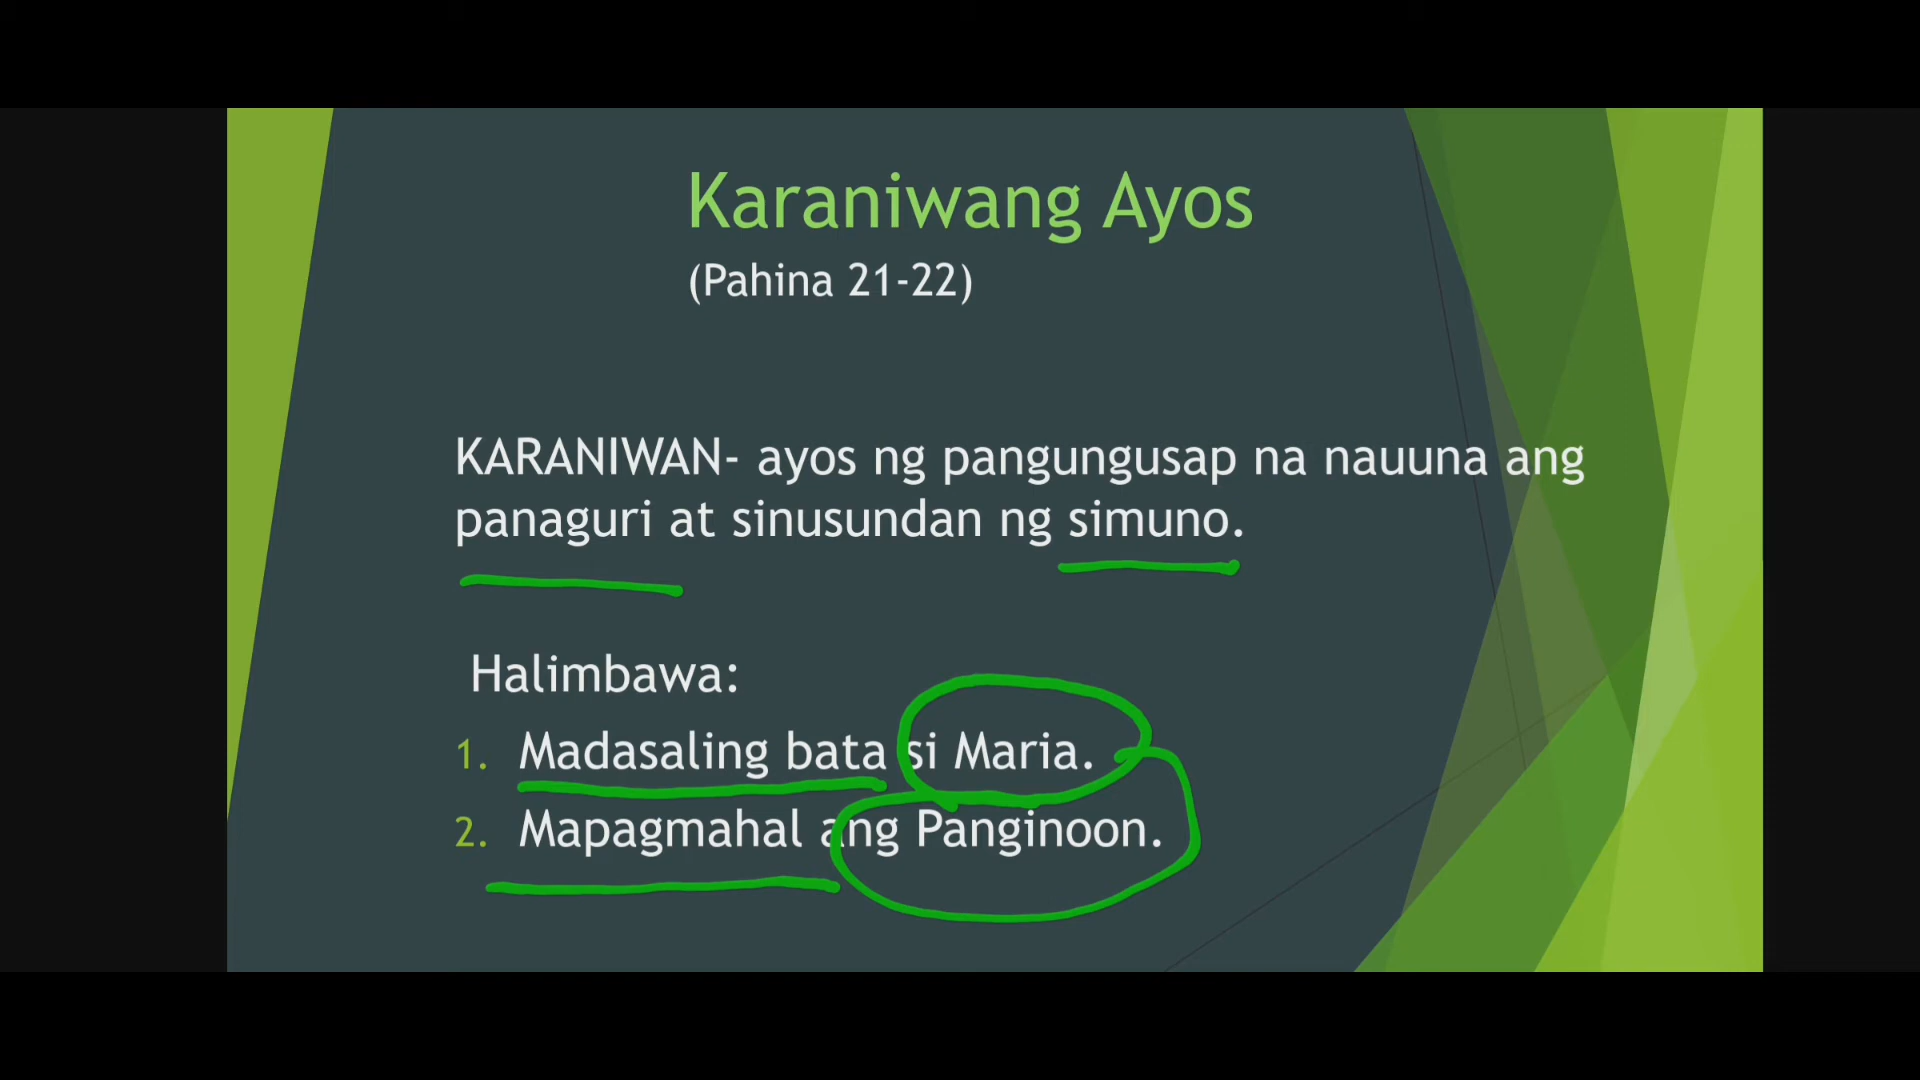 Karaniwang Ayos
(Pahina 21-22)
KARANIWAN- ayos ng pangungusap na nauuna ang
panaguri at sinusundan ng simuno.
Halimbawa:
1. Madasaling bata si Maria.
2. Mapagmahal ang Panginoon.